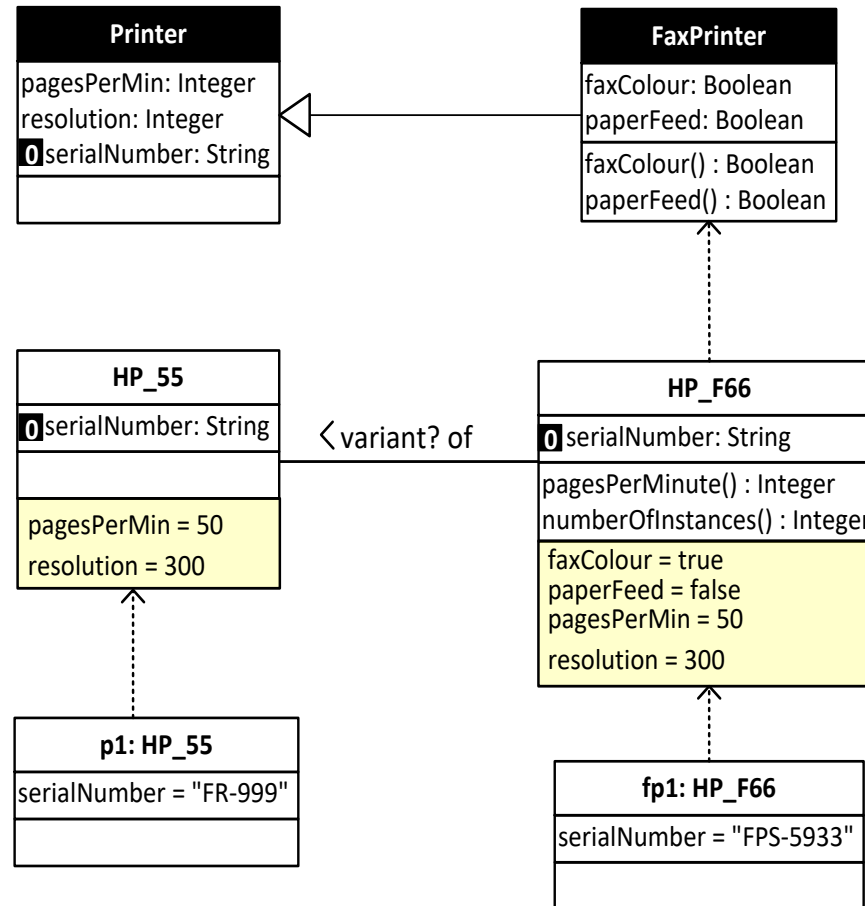 Printer
pagesPerMin: Integer
resolution: Integer
0 serialNumber: String
FaxPrinter
faxColour: Boolean
paperFeed: Boolean
faxColour() : Boolean
paperFeed() : Boolean
HP_55
0 serialNumber: String
pagesPerMin = 50
resolution = 300
variant? of
HP_F66
0 serialNumber: String
pagesPerMinute() : Integer
numberOfInstances() : Integer
faxColour = true
paperFeed = false
pagesPerMin = 50
resolution = 300
p1: HP_55
serialNumber = "FR-999"
fp1: HP_F66
serialNumber = "FPS-5933"